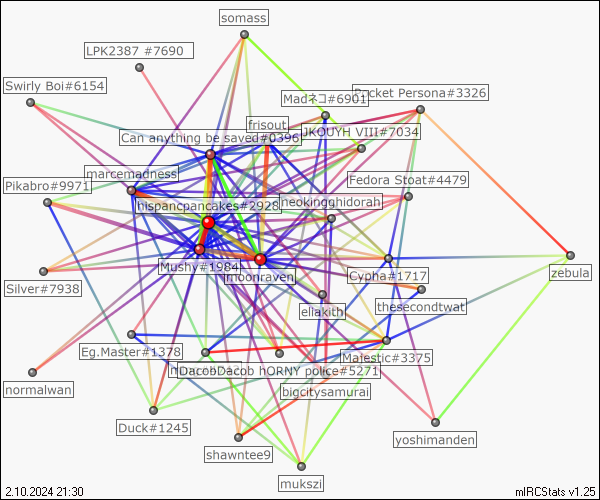 somass
LPK2387 #7690
Swirly Boi#6154
Madネコ#6901
Pocket Persona#3326
frisout
Can anything be saved#0396
JKOUYH VIII#7034
marcemadness
Fedora Stoat#4479
Pikabro#9971
hispancpancakes#2928
neokingghidorah
Mushy#1984
moonraven
Cypha#1717
zebula
Silver#7938
thesecondtwat
eliakith
Eg.Master#1378
Majestic#3375
DacobDacob hORNY police#5271
normalwan
bigcitysamurai
Duck#1245
yoshimanden
shawntee9
mukszi
2.10.2024 21:30
mIRCStats v1.25